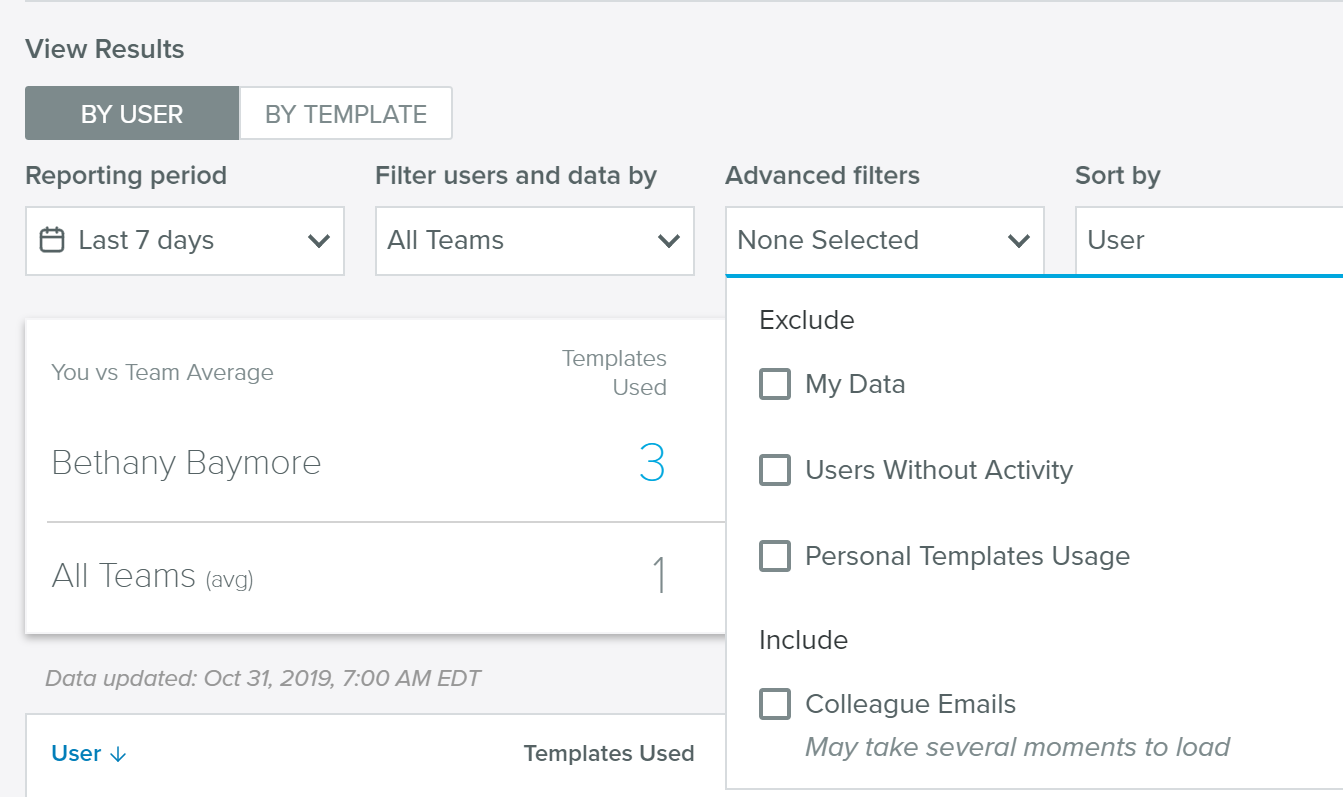 View Results
BY USER
BY TEMPLATE
Reporting period
Filter users and data by
Advanced filters
Sort by
Last 7 days
All Teams
None Selected
User
Exclude
My Data
Users Without Activity
Personal Templates Usage
Include
Colleague Emails
May take several moments to load
You vs Team Average
Templates
Used
Bethany Baymore
3
All Teams (avg)
1
Data updated: Oct 31, 2019, 7:00 AM EDT
User
Templates Used